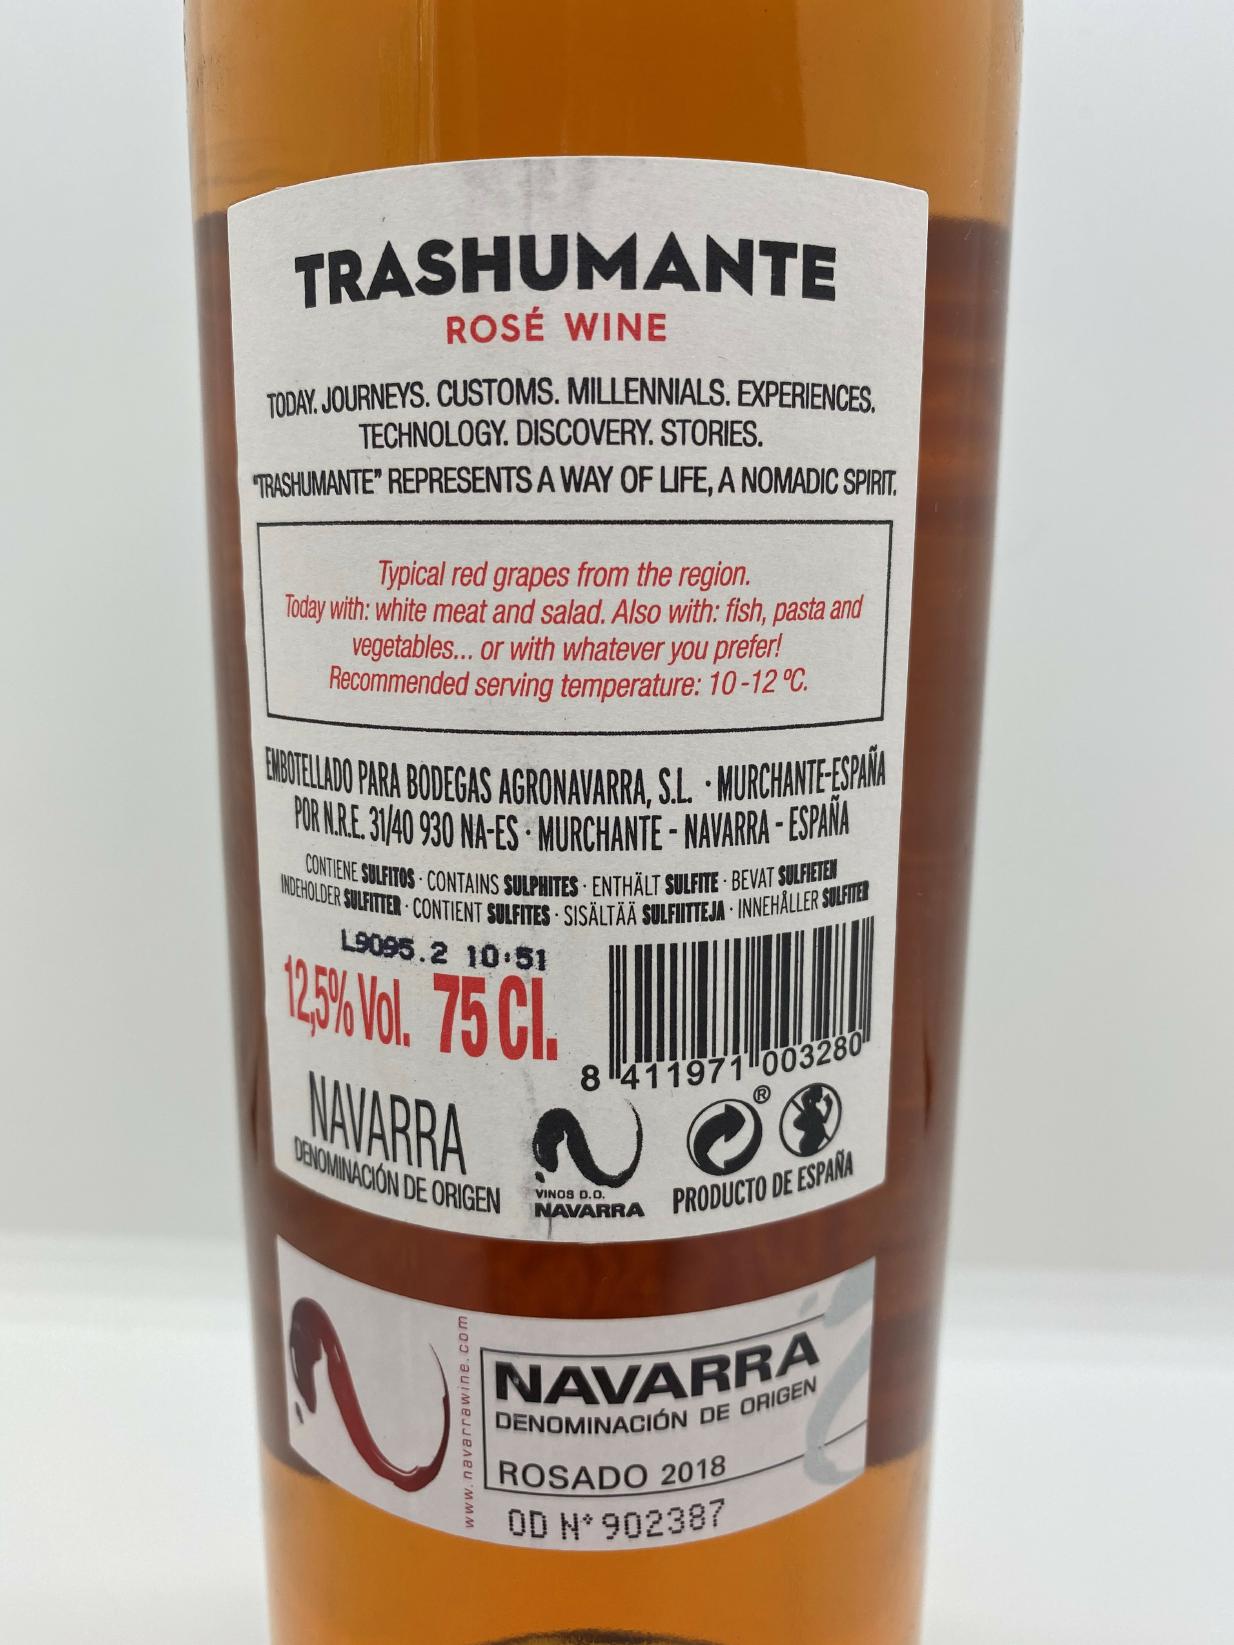 TRASHUMANTE
ROSÉ WINE
TODAY. JOURNEYS. CUSTOMS. MILLENNIALS. EXPERIENCES.
TECHNOLOGY. DISCOVERY. STORIES.
"TRASHUMANTE" REPRESENTS A WAY OF LIFE, A NOMADIC SPIRIT.
Typical red grapes from the region.
Today with: white meat and salad. Also with: fish, pasta and
vegetables... or with whatever you prefer!
Recommended serving temperature: 10 -12 ºC.
EMBOTELLADO PARA BODEGAS AGRONAVARRA, S.L. · MURCHANTE-ESPAÑA
POR N.R.E. 31/40 930 NA-ES · MURCHANTE - NAVARRA - ESPAÑA
CONTIENE SULFITOS · CONTAINS SULPHITES · ENTHÄLT SULFITE · BEVAT SULFIETEN
INDEHOLDER SULFITTER · CONTIENT SULFITES · SISÄLTÄÄ SULFIITTEJA · INNEHÅLLER SULFITER
L9095.2 10:51
12,5% Vol. 75 Cl.
8 411971 003280
NAVARRA
DENOMINACIÓN DE ORIGEN
VINOS D.O.
NAVARRA
®
PRODUCTO DE ESPAÑA
www.navarrawine.com
NAVARRA
DENOMINACIÓN DE ORIGEN
ROSADO 2018
OD Nº 902387